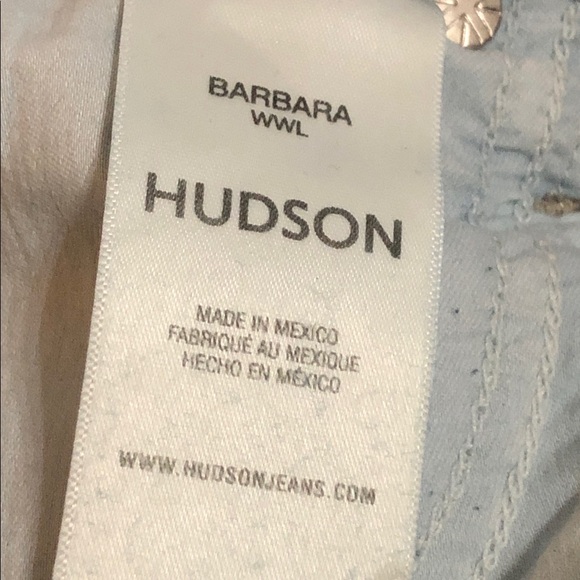 BARBARA
WWL
HUDSON
MADE IN MEXICO
FABRIQUÉ AU MEXIQUE
HECHO EN MÉXICO
WWW.HUDSONJEANS.COM